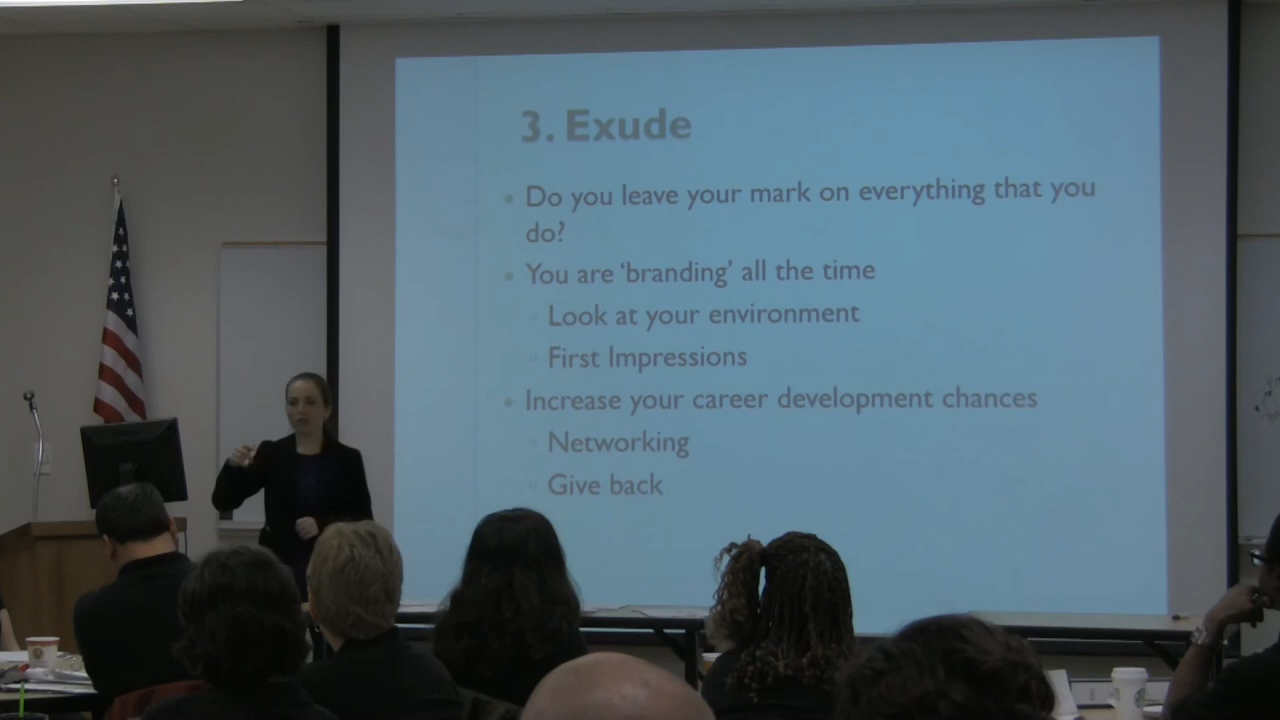 3. Exude
• Do you leave your mark on everything that you
do?
• You are ‘branding’ all the time
Look at your environment
First Impressions
• Increase your career development chances
Networking
Give back